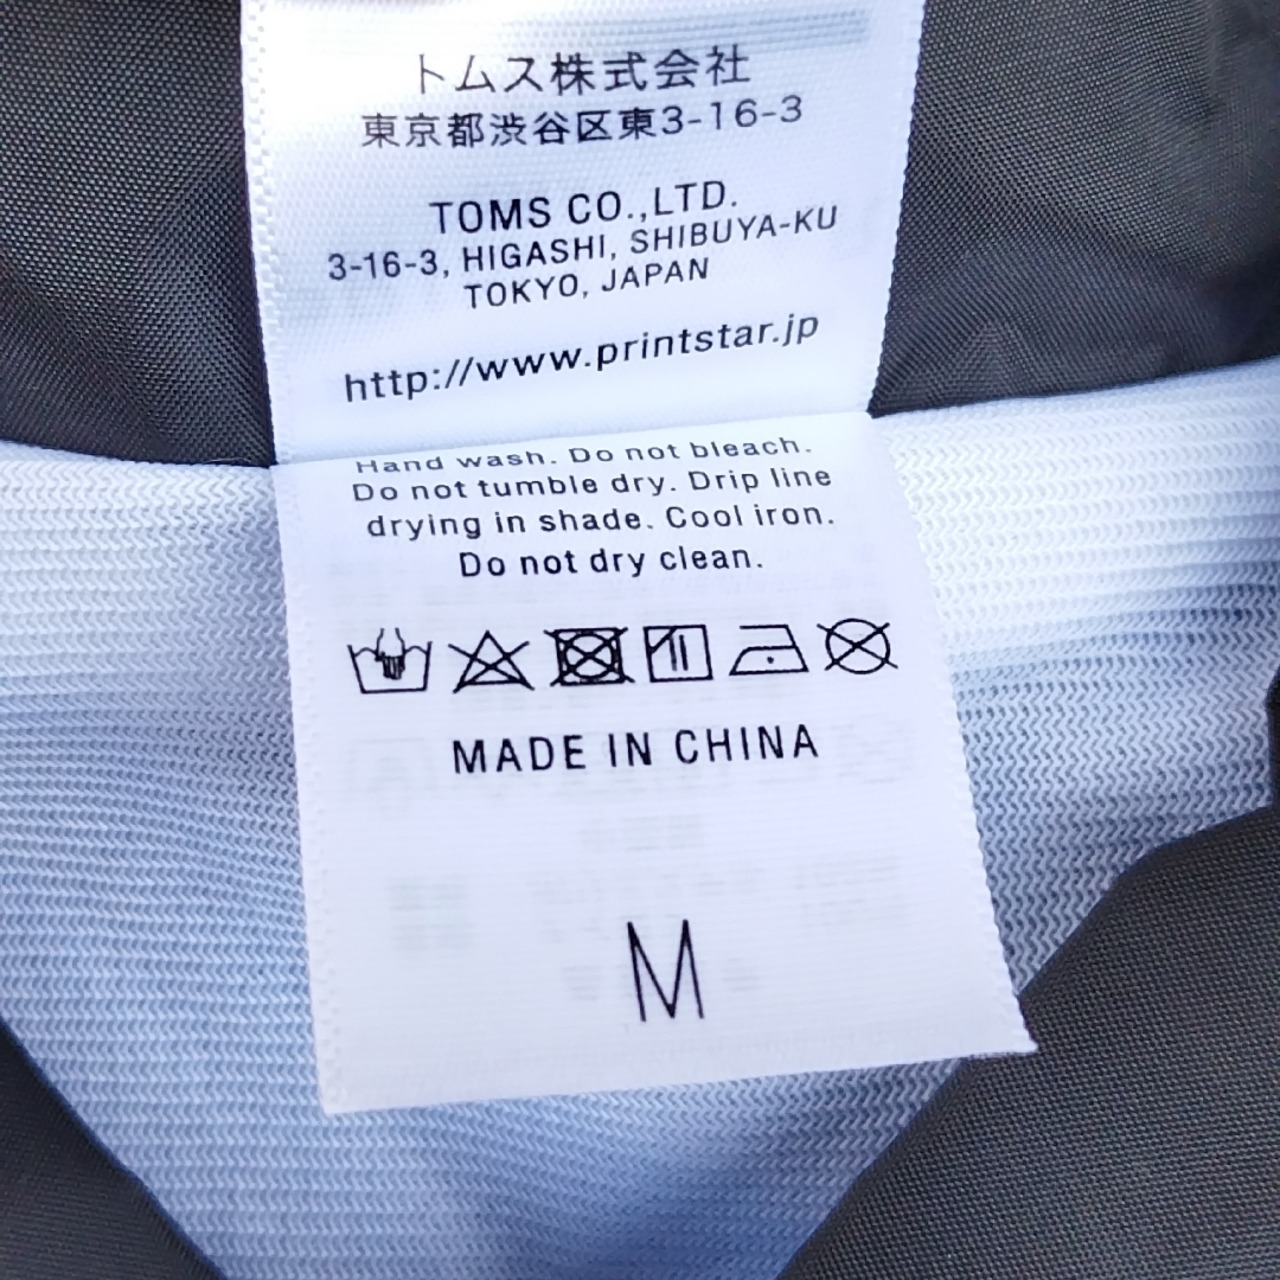 トムス株式会社
東京都渋谷区東3-16-3
TOMS CO.,LTD.
3-16-3, HIGASHI, SHIBUYA-KU
TOKYO, JAPAN
http://www.printstar.jp
Hand wash. Do not bleach.
Do not tumble dry. Drip line
drying in shade. Cool iron.
Do not dry clean.
MADE IN CHINA
M